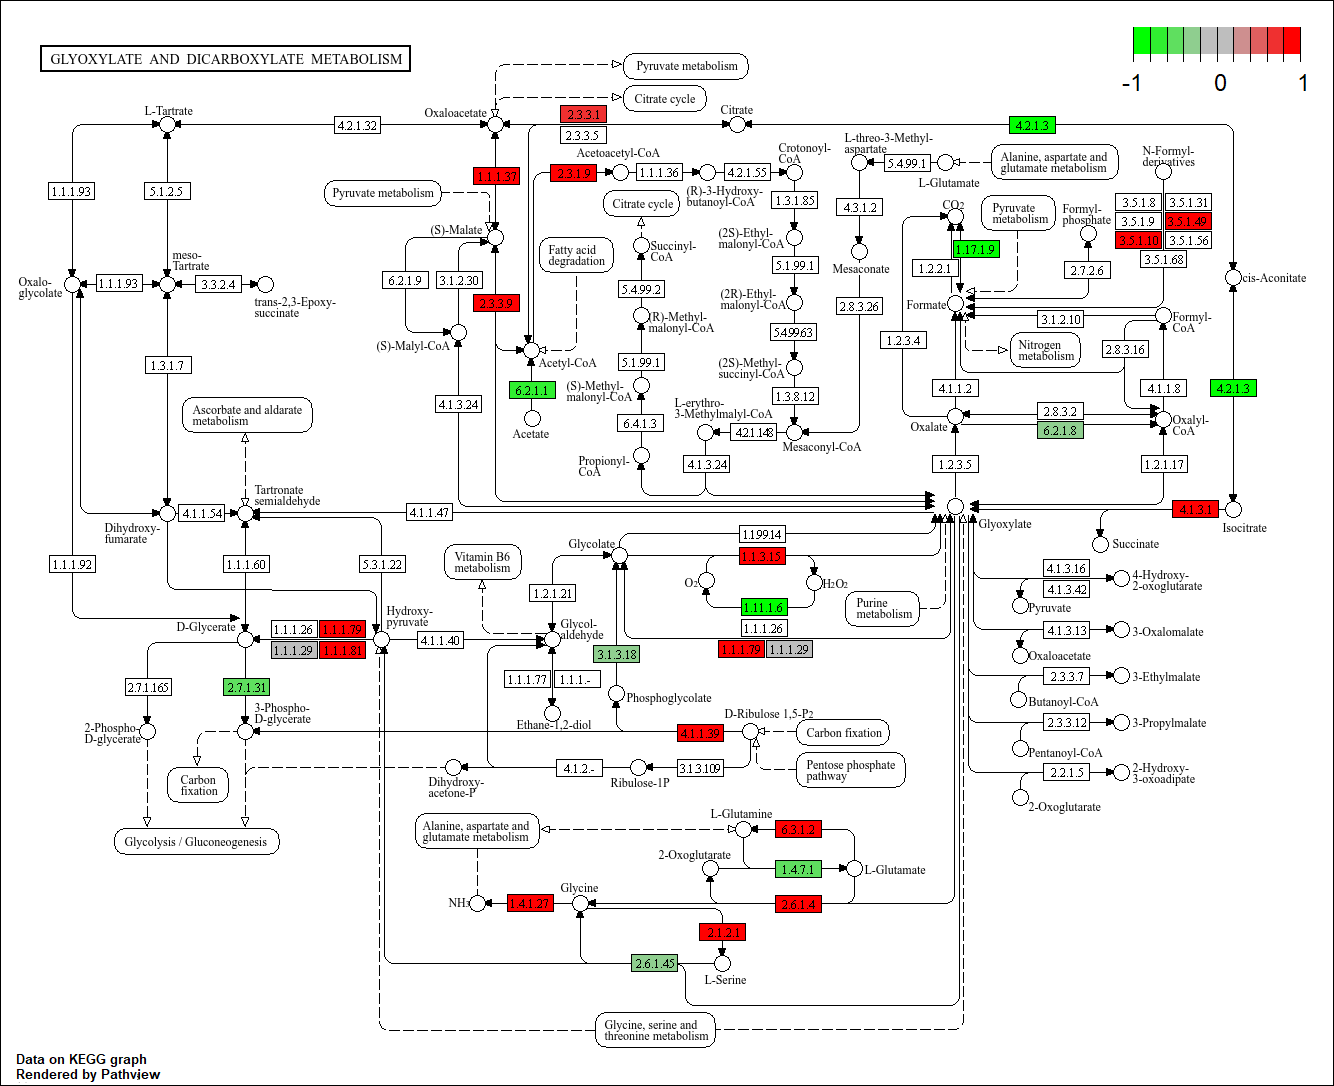 GLYOXYLATE AND DICARBOXYLATE METABOLISM
-1
0
1
Pyruvate metabolism
Citrate cycle
L-Tartrate
4.2.1.32
Oxaloacetate
2.3.3.1
2.3.3.5
Citrate
4.2.1.3
1.1.1.93
5.1.2.5
Pyruvate metabolism
1.1.1.37
2.3.1.9
Acetoacetyl-CoA
1.1.1.36
(R)-3-Hydroxy-
butanoyl-CoA
4.2.1.55
Crotonoyl-
CoA
L-threo-3-Methyl-
aspartate
5.4.99.1
L-Glutamate
Alanine, aspartate and
glutamate metabolism
N-Formyl-
derivatives
Citrate cycle
1.3.1.85
4.3.1.2
CO2
Pyruvate
metabolism
Formyl-
phosphate
3.5.1.8
3.5.1.31
3.5.1.9
3.5.1.49
3.5.1.10
3.5.1.56
3.5.1.68
(S)-Malate
Fatty acid
degradation
Succinyl-
CoA
(2S)-Ethyl-
malonyl-CoA
1.17.1.9
1.2.2.1
2.7.2.6
Oxalo-
glycolate
1.1.1.93
meso-
Tartrate
3.3.2.4
trans-2,3-Epoxy-
succinate
6.2.1.9
3.1.2.30
5.4.99.2
5.1.99.1
Mesaconate
cis-Aconitate
2.3.3.9
(R)-Methyl-
malonyl-CoA
(2R)-Ethyl-
malonyl-CoA
2.8.3.26
Formate
3.1.2.10
Formyl-
CoA
(S)-Malyl-CoA
Acetyl-CoA
5.4.99.63
1.2.3.4
Nitrogen
metabolism
2.8.3.16
1.3.1.7
5.1.99.1
(2S)-Methyl-
succinyl-CoA
6.2.1.1
(S)-Methyl-
malonyl-CoA
4.1.1.2
4.1.1.8
4.2.1.3
Ascorbate and aldarate
metabolism
4.1.3.24
Acetate
1.3.8.12
L-erythro-
3-Methylmalyl-CoA
6.4.1.3
4.2.1.148
Mesaconyl-CoA
Oxalate
2.8.3.2
6.2.1.8
Oxalyl-
CoA
Propionyl-
CoA
4.1.3.24
1.2.3.5
1.2.1.17
Tartronate
semialdehyde
Dihydroxy-
fumarate
4.1.1.54
4.1.1.47
Glyoxylate
4.1.3.1
Isocitrate
Succinate
1.1.1.92
1.1.1.60
5.3.1.22
Vitamin B6
metabolism
Glycolate
1.1.99.14
1.1.3.15
O2
H2O2
1.11.1.6
1.1.1.26
1.1.1.79
1.1.1.29
Purine
metabolism
4.1.3.16
4.1.3.42
4-Hydroxy-
2-oxoglutarate
Pyruvate
1.2.1.21
D-Glycerate
1.1.1.26
1.1.1.79
1.1.1.29
1.1.1.81
Hydroxy-
pyruvate
4.1.1.40
Glycol-
aldehyde
3.1.3.18
4.1.3.13
3-Oxalomalate
Oxaloacetate
2.7.1.165
2.7.1.31
1.1.1.77
1.1.1.-
Phosphoglycolate
2.3.3.7
3-Ethylmalate
Butanoyl-CoA
2-Phospho-
D-glycerate
3-Phospho-
D-glycerate
Ethane-1,2-diol
4.1.1.39
D-Ribulose 1,5-P2
Carbon fixation
2.3.3.12
3-Propylmalate
Pentanoyl-CoA
Carbon
fixation
Dihydroxy-
acetone-P
4.1.2.-
Ribulose-1P
3.1.3.109
Pentose phosphate
pathway
2.2.1.5
2-Hydroxy-
3-oxoadipate
2-Oxoglutarate
Glycolysis / Gluconeogenesis
Alanine, aspartate and
glutamate metabolism
L-Glutamine
6.3.1.2
2-Oxoglutarate
1.4.7.1
L-Glutamate
NH3
1.4.1.27
Glycine
2.6.1.4
2.1.2.1
2.6.1.45
L-Serine
Glycine, serine and
threonine metabolism
Data on KEGG graph
Rendered by Pathview